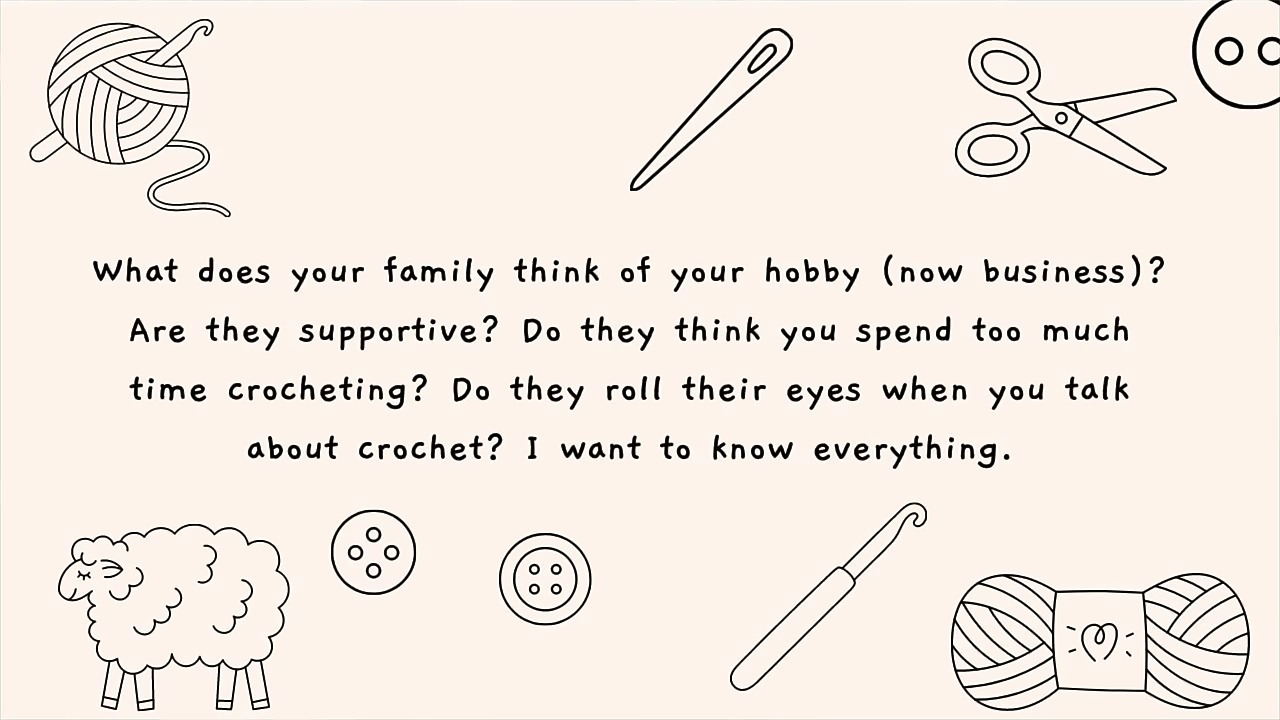 What does your family think of your hobby (now business)?
Are they supportive? Do they think you spend too much
time crocheting? Do they roll their eyes when you talk
about crochet? I want to know everything.